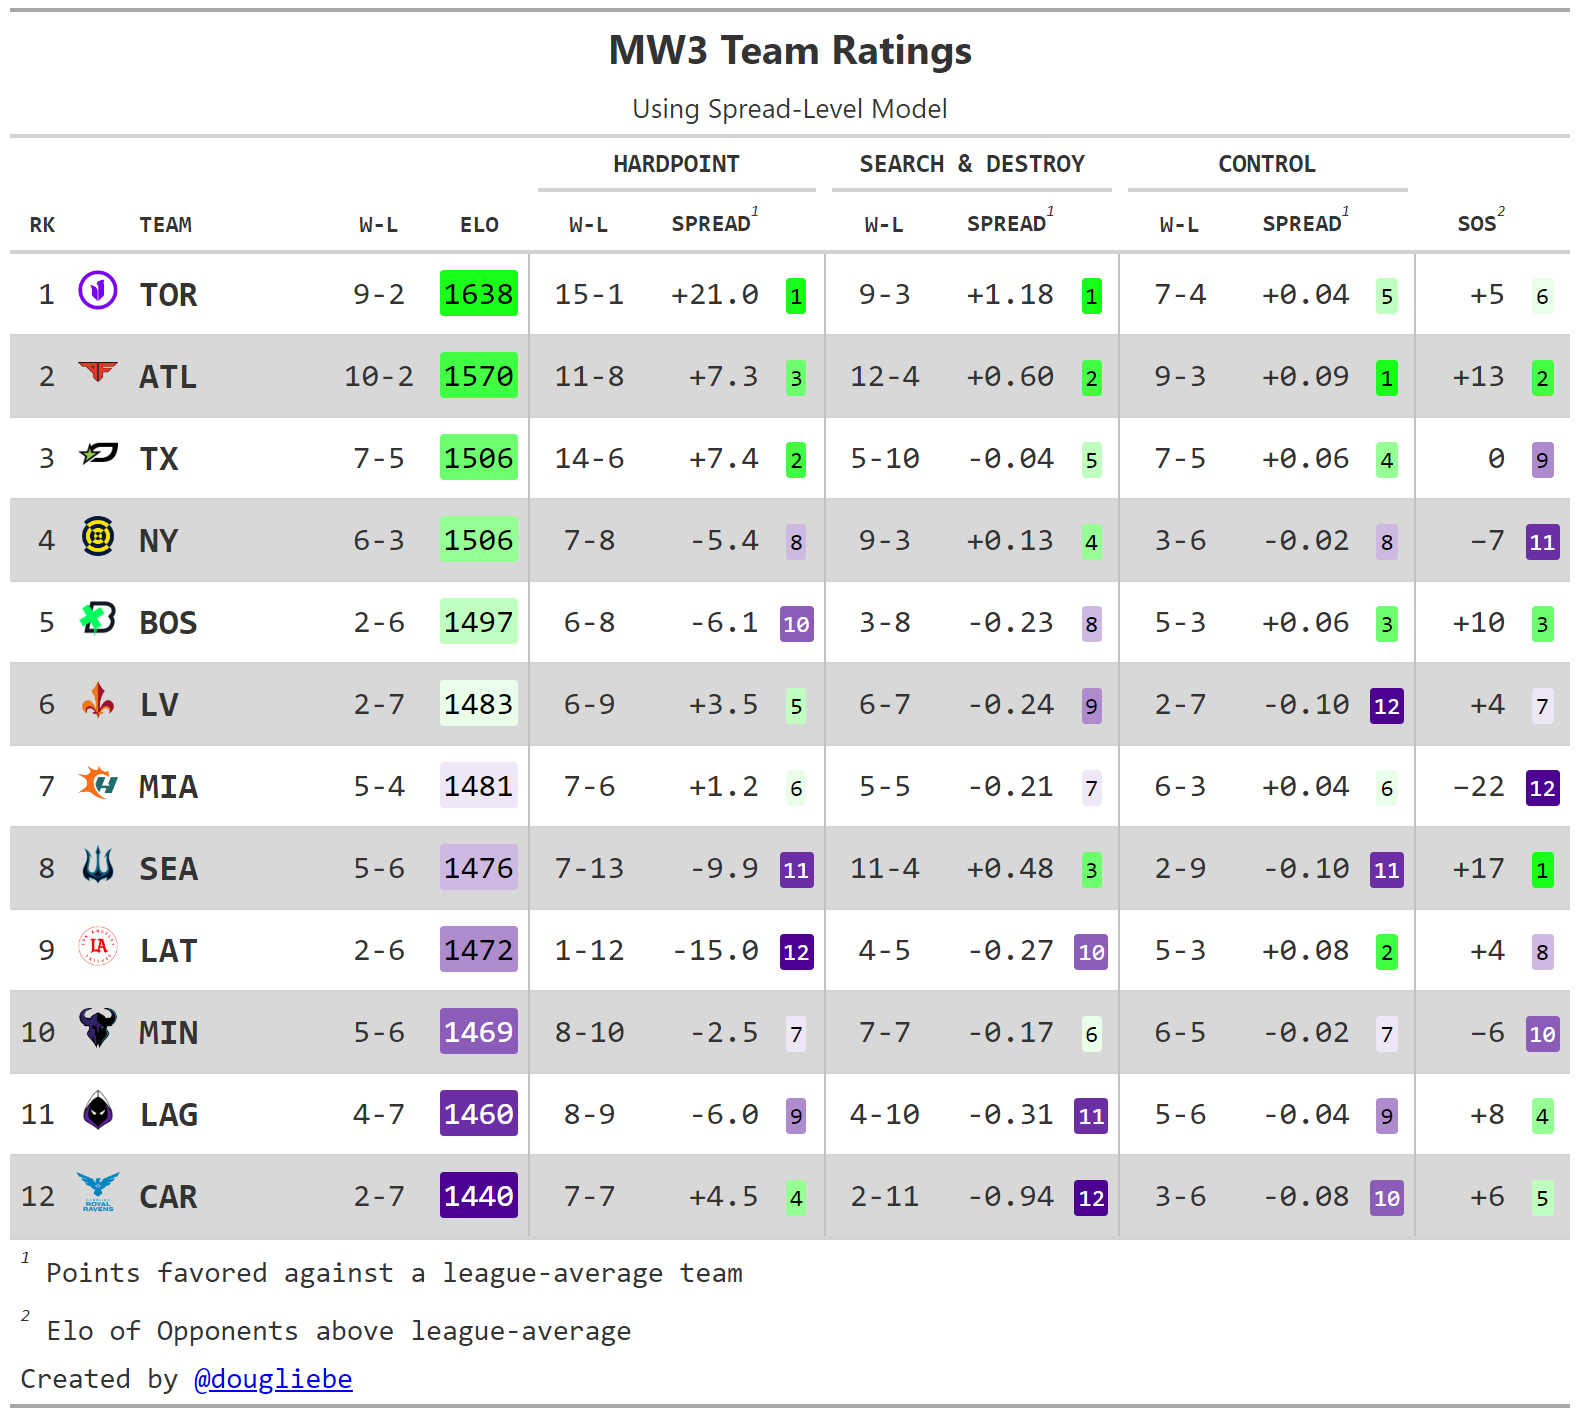 MW3 Team Ratings
Using Spread-Level Model
HARDPOINT SEARCH & DESTROY CONTROL
RK TEAM W-L ELO W-L SPREAD1 W-L SPREAD1 W-L SPREAD1 SOS2
1 TOR 9-2 1638 15-1 +21.0 1 9-3 +1.18 1 7-4 +0.04 5 +5 6
2 ATL 10-2 1570 11-8 +7.3 3 12-4 +0.60 2 9-3 +0.09 1 +13 2
3 TX 7-5 1506 14-6 +7.4 2 5-10 -0.04 5 7-5 +0.06 4 0 9
4 NY 6-3 1506 7-8 -5.4 8 9-3 +0.13 4 3-6 -0.02 8 −7 11
5 BOS 2-6 1497 6-8 -6.1 10 3-8 -0.23 8 5-3 +0.06 3 +10 3
6 LV 2-7 1483 6-9 +3.5 5 6-7 -0.24 9 2-7 -0.10 12 +4 7
7 MIA 5-4 1481 7-6 +1.2 6 5-5 -0.21 7 6-3 +0.04 6 −22 12
8 SEA 5-6 1476 7-13 -9.9 11 11-4 +0.48 3 2-9 -0.10 11 +17 1
9 LA LAT 2-6 1472 1-12 -15.0 12 4-5 -0.27 10 5-3 +0.08 2 +4 8
10 MIN 5-6 1469 8-10 -2.5 7 7-7 -0.17 6 6-5 -0.02 7 −6 10
11 LAG 4-7 1460 8-9 -6.0 9 4-10 -0.31 11 5-6 -0.04 9 +8 4
12 ROYAL RAVENS CAR 2-7 1440 7-7 +4.5 4 2-11 -0.94 12 3-6 -0.08 10 +6 5
1 Points favored against a league-average team
2 Elo of Opponents above league-average
Created by @dougliebe